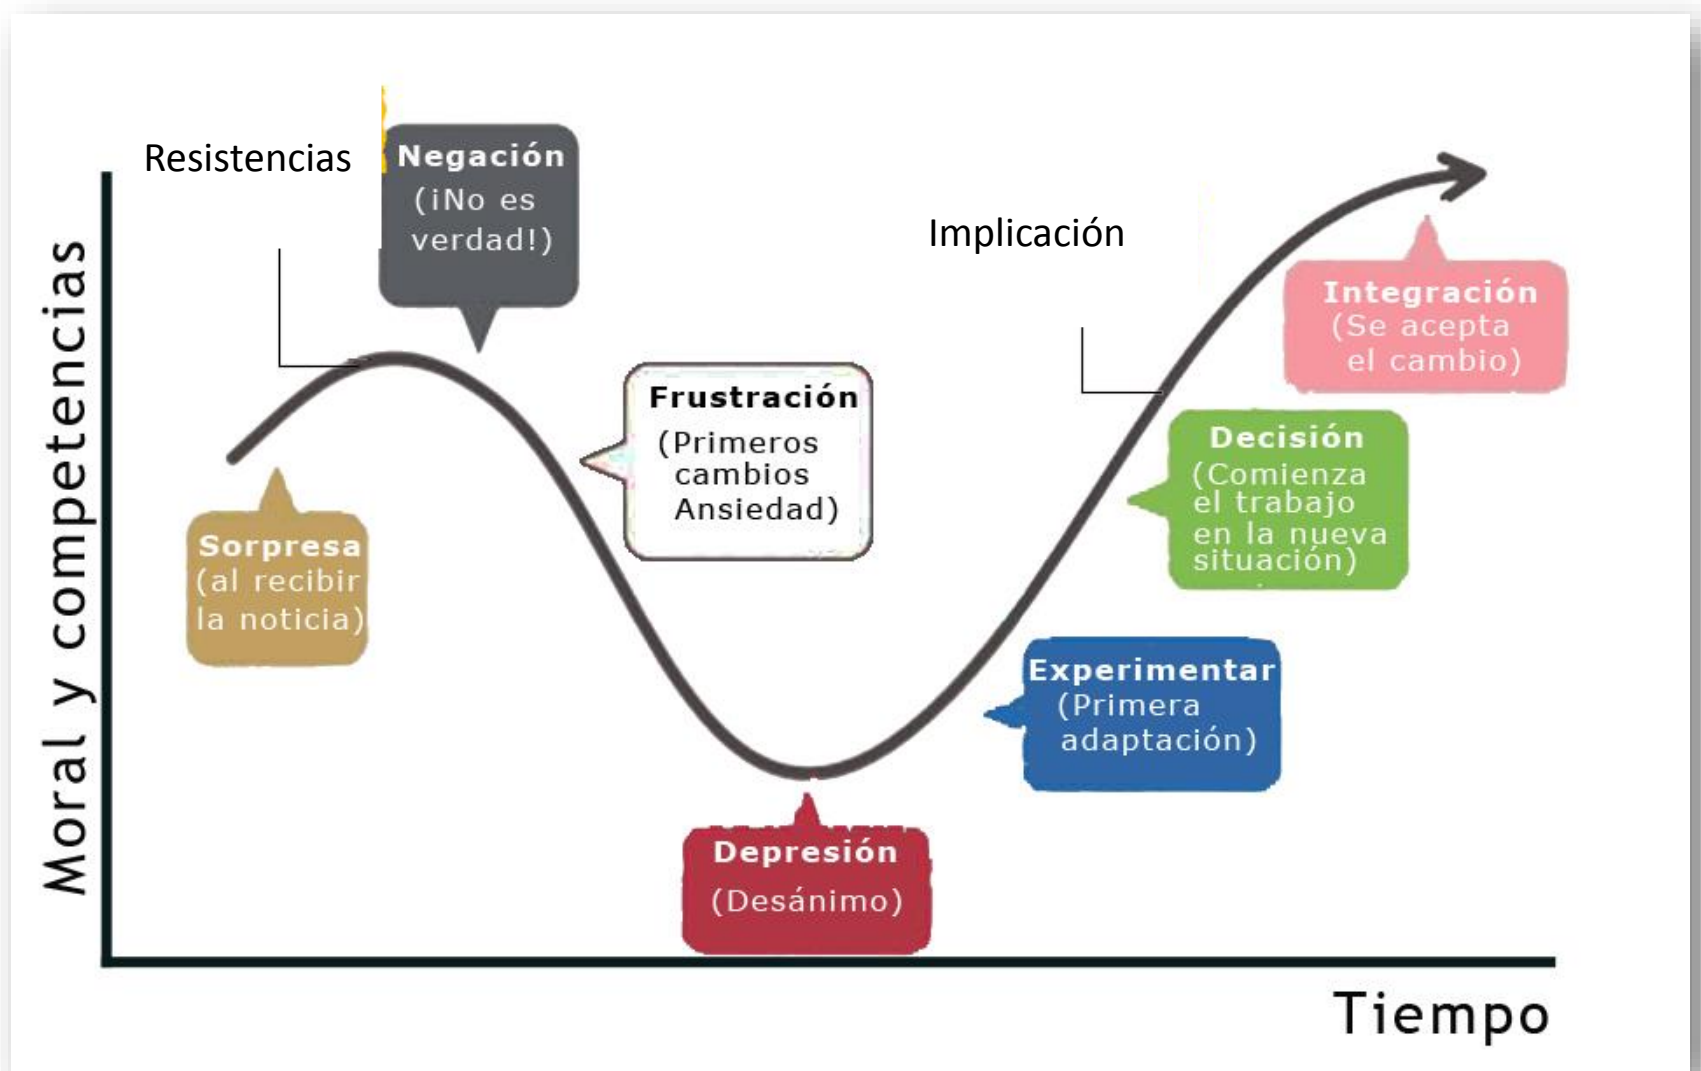 Resistencias
Negación
(¡No es
verdad!)
Implicación
Integración
(Se acepta
el cambio)
Frustración
(Primeros
cambios
Ansiedad)
Decisión
(Comienza
el trabajo
en la nueva
situación)
Sorpresa
(al recibir
la noticia)
Experimentar
(Primera
adaptación)
Depresión
(Desánimo)
Moral y competencias
Tiempo